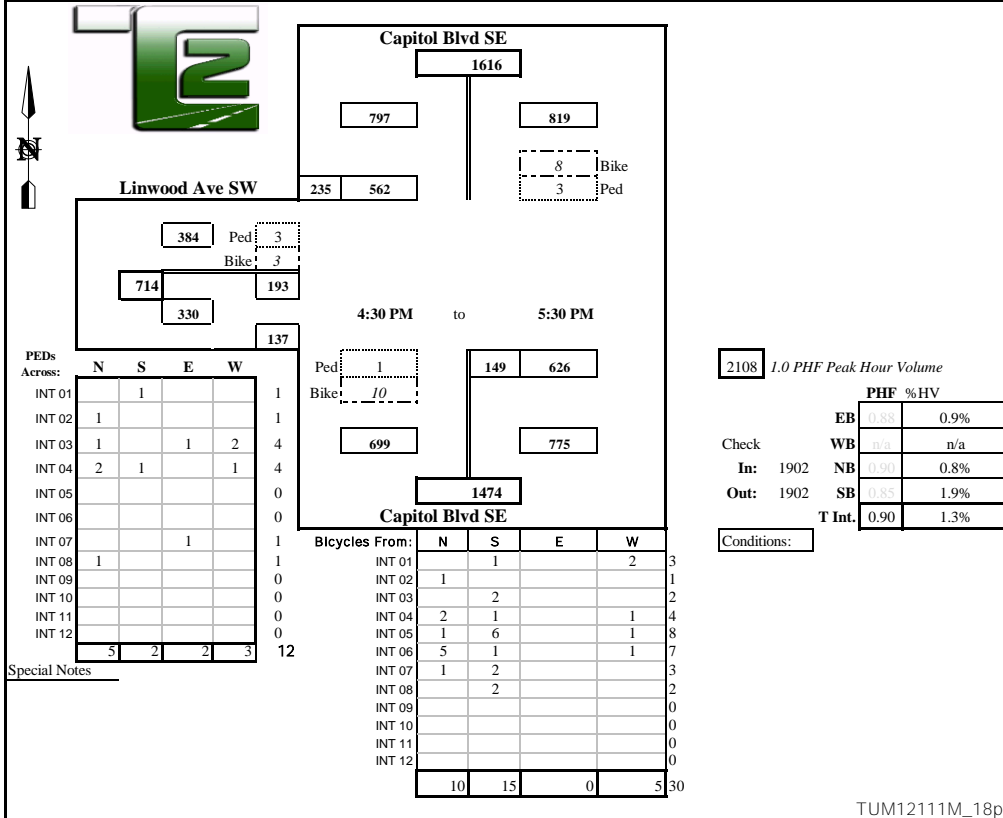 TE2
Capitol Blvd SE
1616
797 819
8 Bike
3 Ped
N
Linwood Ave SW
235 562
384 Ped 3
Bike 3
714 193
330
4:30 PM to 5:30 PM
137
Ped 1
Bike 10
149 626
699 775
1474
Capitol Blvd SE
PEDs Across: N S E W
INT 01 1 1
INT 02 1 1
INT 03 1 1 2 4
INT 04 2 1 1 4
INT 05 0
INT 06 0
INT 07 1 1
INT 08 1 1
INT 09 0
INT 10 0
INT 11 0
INT 12 0
5 2 2 3 12
Special Notes
Bicycles From: N S E W
INT 01 1 2 3
INT 02 1 1
INT 03 2 2
INT 04 2 1 1 4
INT 05 1 6 1 8
INT 06 5 1 1 7
INT 07 1 2 3
INT 08 2 2
INT 09 0
INT 10 0
INT 11 0
INT 12 0
10 15 0 5 30
2108 1.0 PHF Peak Hour Volume
PHF %HV
EB 0.88 0.9%
Check WB n/a n/a
In: 1902 NB 0.90 0.8%
Out: 1902 SB 0.85 1.9%
T Int. 0.90 1.3%
Conditions:
TUM12111M_18p